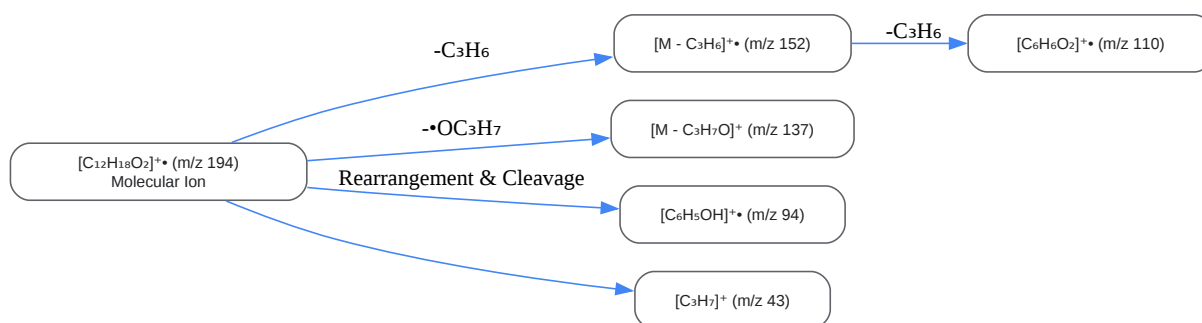 -C₃H₆
[M - C₃H₆]⁺• (m/z 152)
-C₃H₆
[C₆H₆O₂]⁺• (m/z 110)
-•OC₃H₇
[M - C₃H₇O]⁺ (m/z 137)
[C₁₂H₁₈O₂]⁺• (m/z 194)
Molecular Ion
Rearrangement & Cleavage
[C₆H₅OH]⁺• (m/z 94)
[C₃H₇]⁺ (m/z 43)